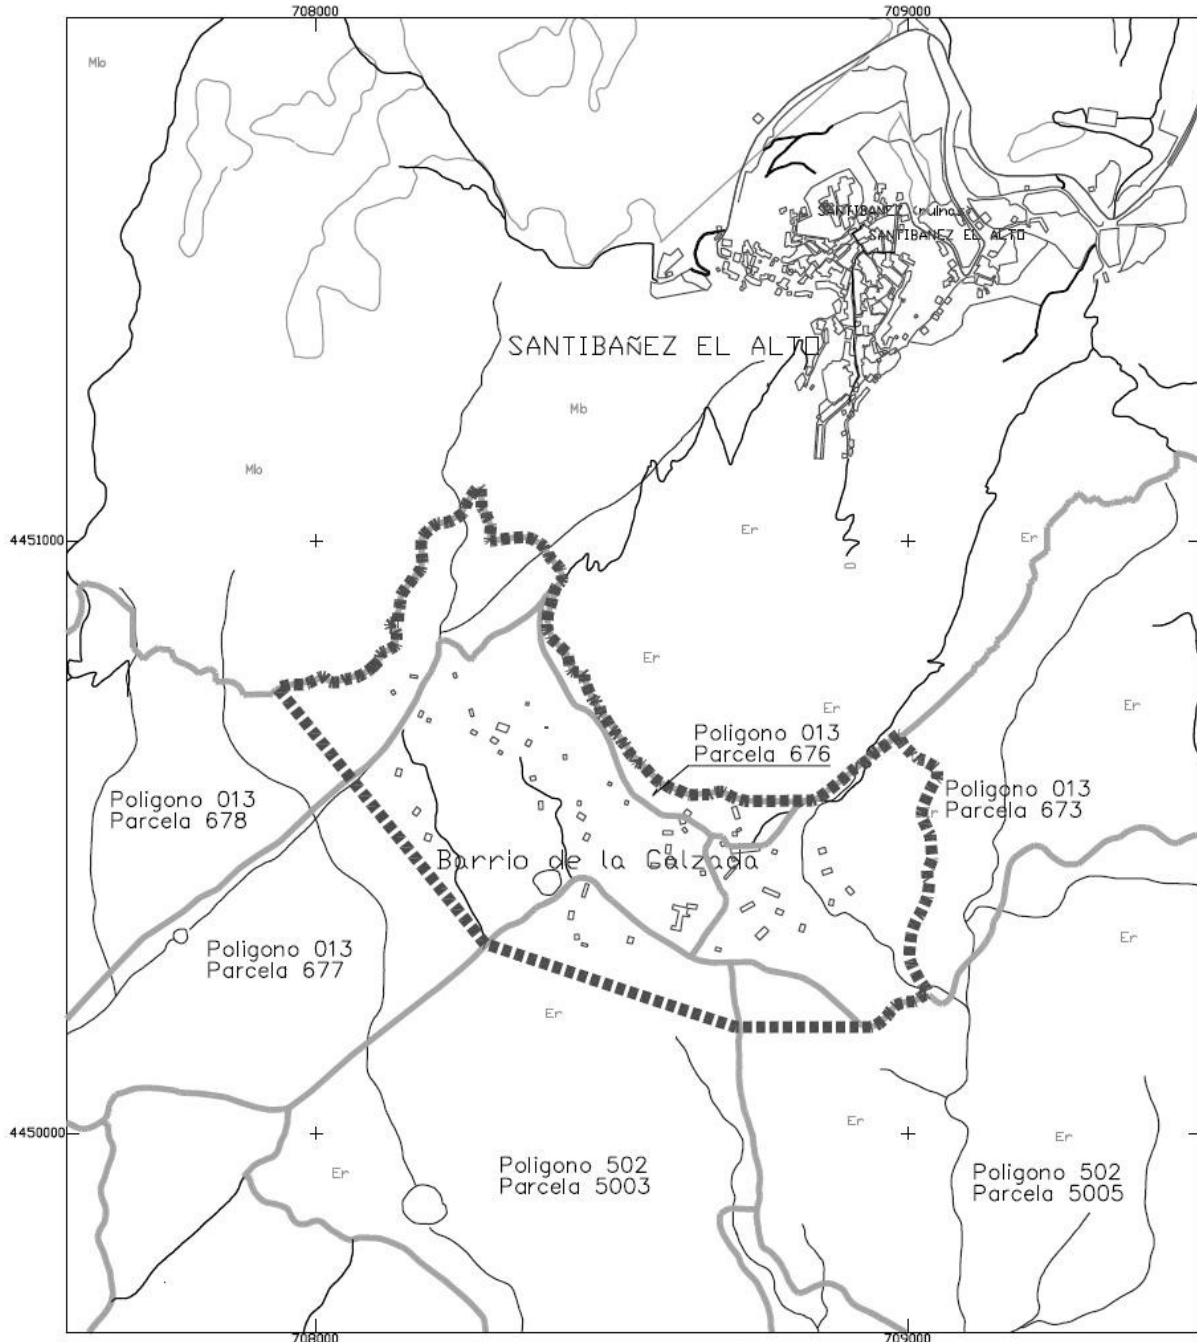 708000
709000
Mb
SANTIBAÑEZ (ruinas)
SANTIBAÑEZ EL ALTO
SANTIBAÑEZ EL ALTO
Mb
Mb
4451000
Er
Er
Er
Er
Er
Poligono 013
Parcela 676
Poligono 013
Parcela 678
Poligono 013
Parcela 673
Barrio de la Calzada
Poligono 013
Parcela 677
Er
Er
4450000
Er
Er
Er
Poligono 502
Parcela 5003
Poligono 502
Parcela 5005
708000
709000